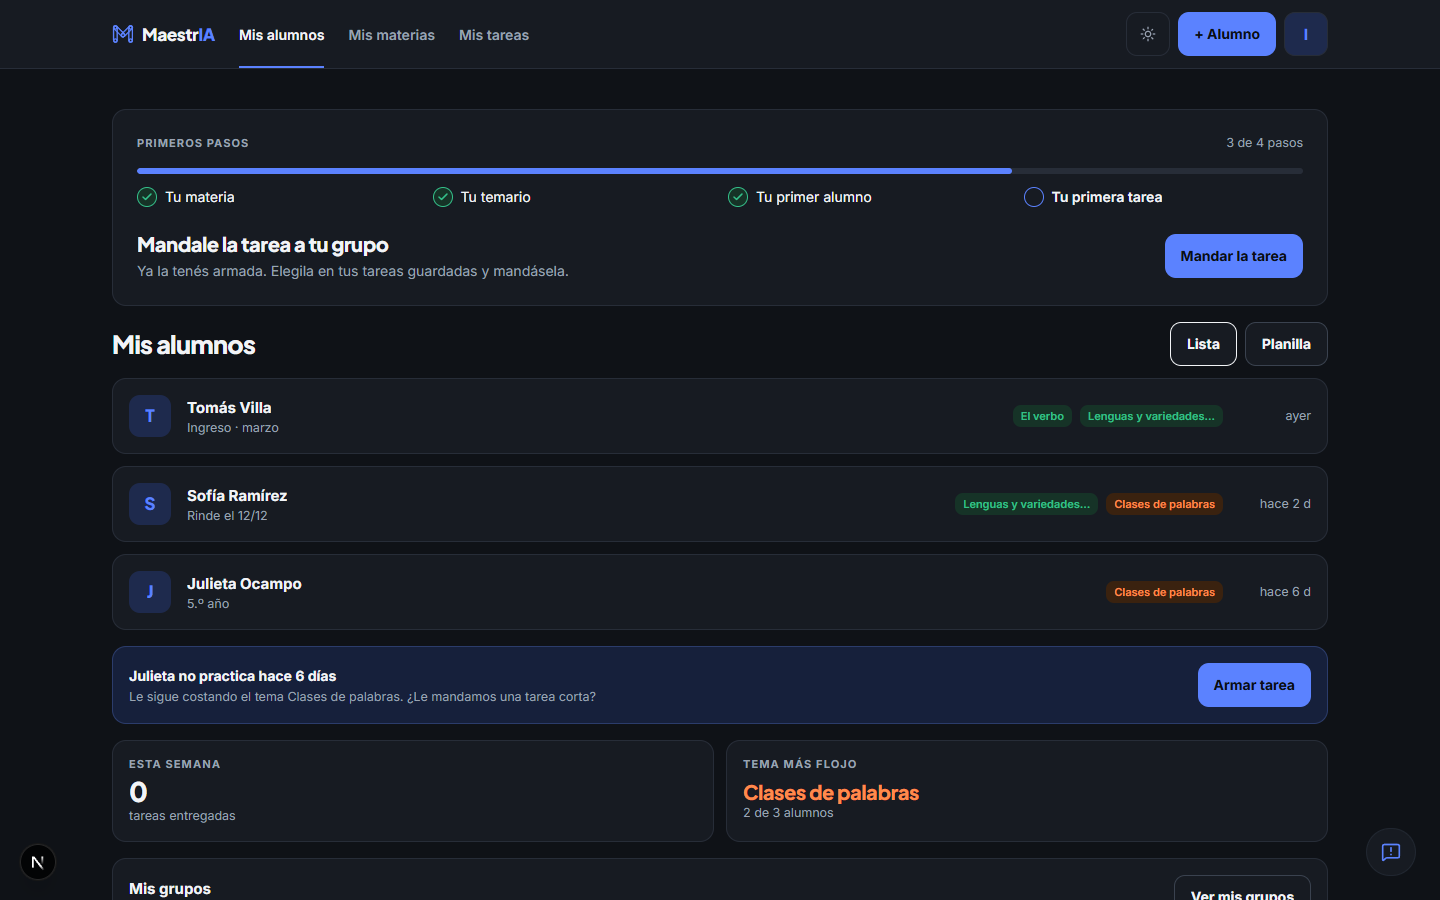 MaestrIA
Mis alumnos
Mis materias
Mis tareas
+ Alumno
I
PRIMEROS PASOS
3 de 4 pasos
Tu materia
Tu temario
Tu primer alumno
Tu primera tarea
Mandale la tarea a tu grupo
Ya la tenés armada. Elegila en tus tareas guardadas y mandásela.
Mandar la tarea
Mis alumnos
Lista
Planilla
T
Tomás Villa
Ingreso · marzo
El verbo
Lenguas y variedades...
ayer
S
Sofía Ramírez
Rinde el 12/12
Lenguas y variedades...
Clases de palabras
hace 2 d
J
Julieta Ocampo
5.º año
Clases de palabras
hace 6 d
Julieta no practica hace 6 días
Le sigue costando el tema Clases de palabras. ¿Le mandamos una tarea corta?
Armar tarea
ESTA SEMANA
0
tareas entregadas
TEMA MÁS FLOJO
Clases de palabras
2 de 3 alumnos
N
Mis grupos
Ver mis grupos